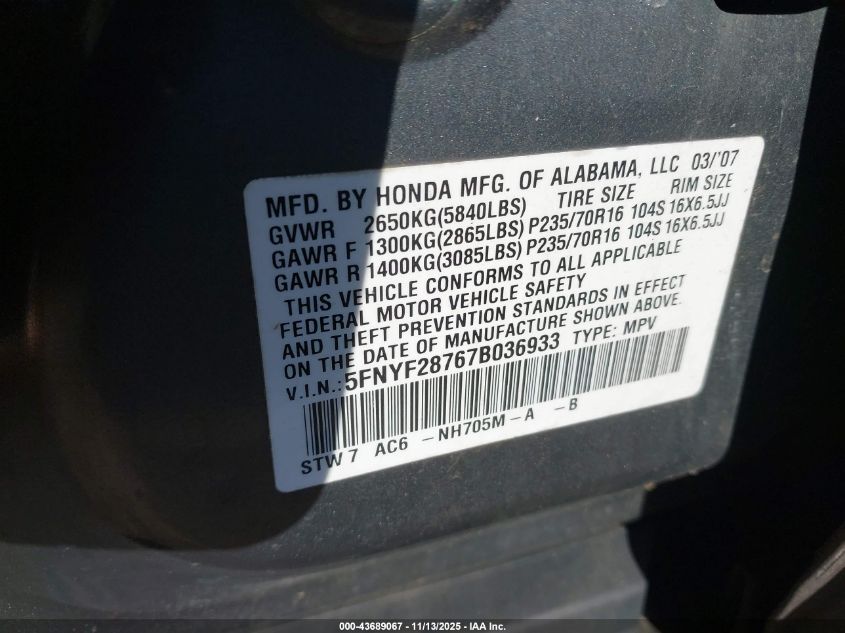 MFD. BY HONDA MFG. OF ALABAMA, LLC 03/'07
GVWR 2650KG(5840LBS) TIRE SIZE RIM SIZE
GAWR F 1300KG(2865LBS) P235/70R16 104S 16X6.5JJ
GAWR R 1400KG(3085LBS) P235/70R16 104S 16X6.5JJ
THIS VEHICLE CONFORMS TO ALL APPLICABLE
FEDERAL MOTOR VEHICLE SAFETY
AND THEFT PREVENTION STANDARDS IN EFFECT
ON THE DATE OF MANUFACTURE SHOWN ABOVE.
V.I.N.: 5FNYF28767B036933 TYPE: MPV
STW 7 AC6 -NH705M-A -B
000-43689067 - 11/13/2025 - IAA Inc.